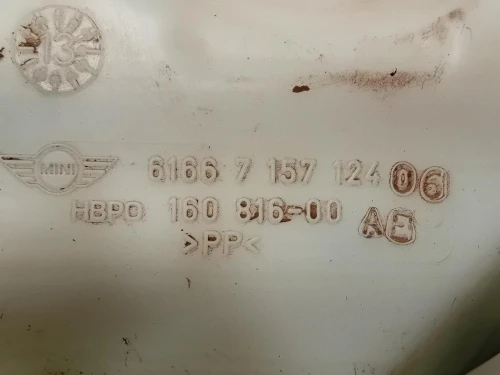 13
MINI 6166 7 157 124 06
HBPO 160 816-00 AE
>PP<